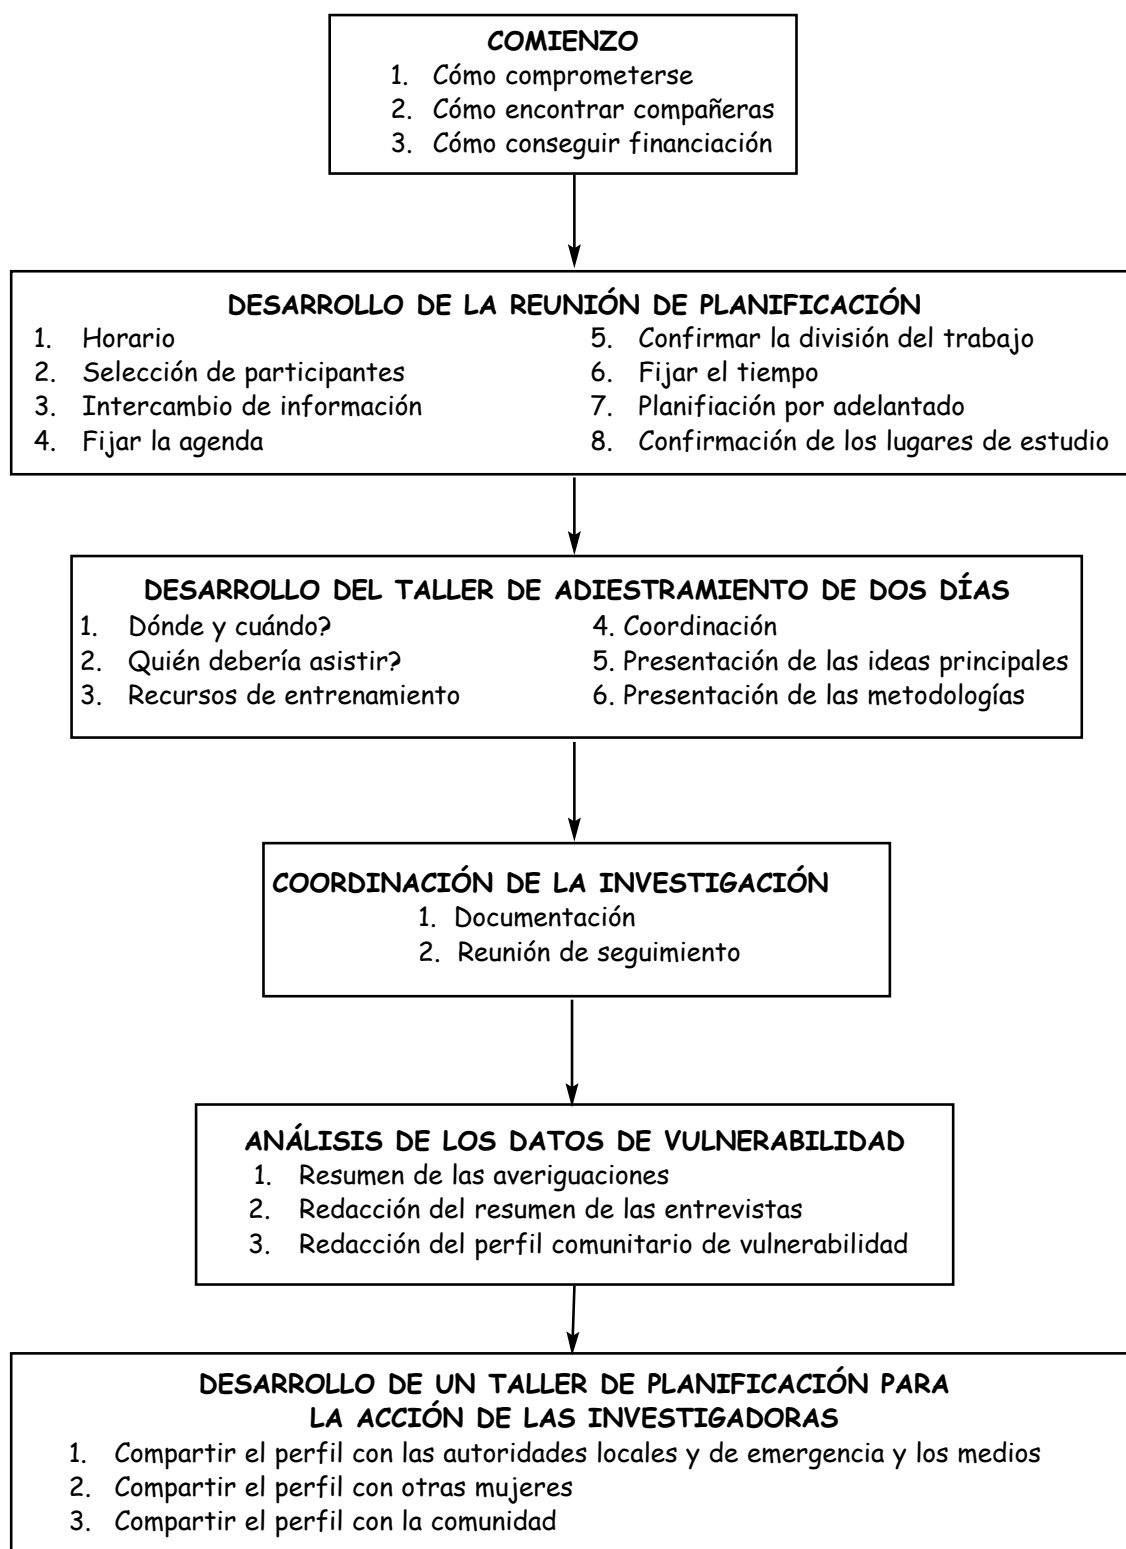 COMIENZO
1. Cómo comprometerse
2. Cómo encontrar compañeras
3. Cómo conseguir financiación
DESARROLLO DE LA REUNIÓN DE PLANIFICACIÓN
1. Horario
2. Selección de participantes
3. Intercambio de información
4. Fijar la agenda
5. Confirmar la división del trabajo
6. Fijar el tiempo
7. Planifiación por adelantado
8. Confirmación de los lugares de estudio
DESARROLLO DEL TALLER DE ADIESTRAMIENTO DE DOS DÍAS
1. Dónde y cuándo?
2. Quién debería asistir?
3. Recursos de entrenamiento
4. Coordinación
5. Presentación de las ideas principales
6. Presentación de las metodologías
COORDINACIÓN DE LA INVESTIGACIÓN
1. Documentación
2. Reunión de seguimiento
ANÁLISIS DE LOS DATOS DE VULNERABILIDAD
1. Resumen de las averiguaciones
2. Redacción del resumen de las entrevistas
3. Redacción del perfil comunitario de vulnerabilidad
DESARROLLO DE UN TALLER DE PLANIFICACIÓN PARA
LA ACCIÓN DE LAS INVESTIGADORAS
1. Compartir el perfil con las autoridades locales y de emergencia y los medios
2. Compartir el perfil con otras mujeres
3. Compartir el perfil con la comunidad